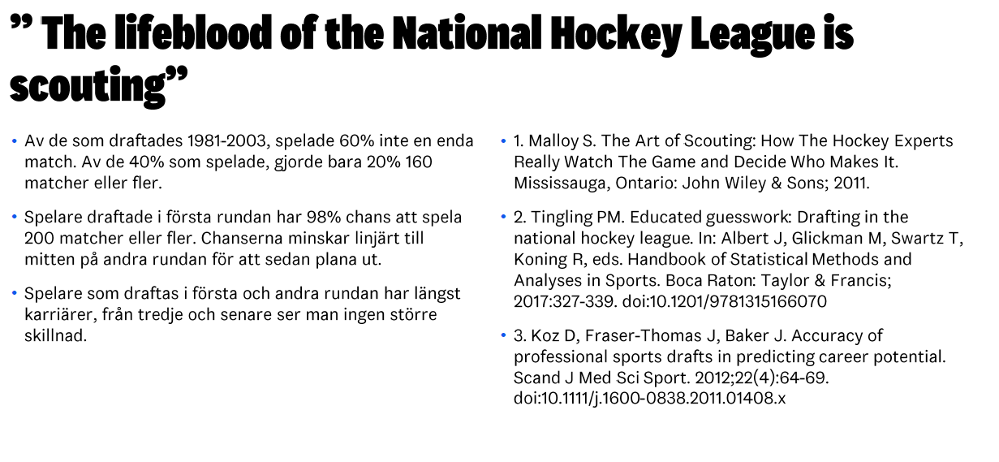 ” The lifeblood of the National Hockey League is
scouting”
• Av de som draftades 1981-2003, spelade 60% inte en enda
match. Av de 40% som spelade, gjorde bara 20% 160
matcher eller fler.
• Spelare draftade i första rundan har 98% chans att spela
200 matcher eller fler. Chanserna minskar linjärt till
mitten på andra rundan för att sedan plana ut.
• Spelare som draftas i första och andra rundan har längst
karriärer, från tredje och senare ser man ingen större
skillnad.
• 1. Malloy S. The Art of Scouting: How The Hockey Experts
Really Watch The Game and Decide Who Makes It.
Mississauga, Ontario: John Wiley & Sons; 2011.
• 2. Tingling PM. Educated guesswork: Drafting in the
national hockey league. In: Albert J, Glickman M, Swartz T,
Koning R, eds. Handbook of Statistical Methods and
Analyses in Sports. Boca Raton: Taylor & Francis;
2017:327-339. doi:10.1201/9781315166070
• 3. Koz D, Fraser-Thomas J, Baker J. Accuracy of
professional sports drafts in predicting career potential.
Scand J Med Sci Sport. 2012;22(4):64-69.
doi:10.1111/j.1600-0838.2011.01408.x